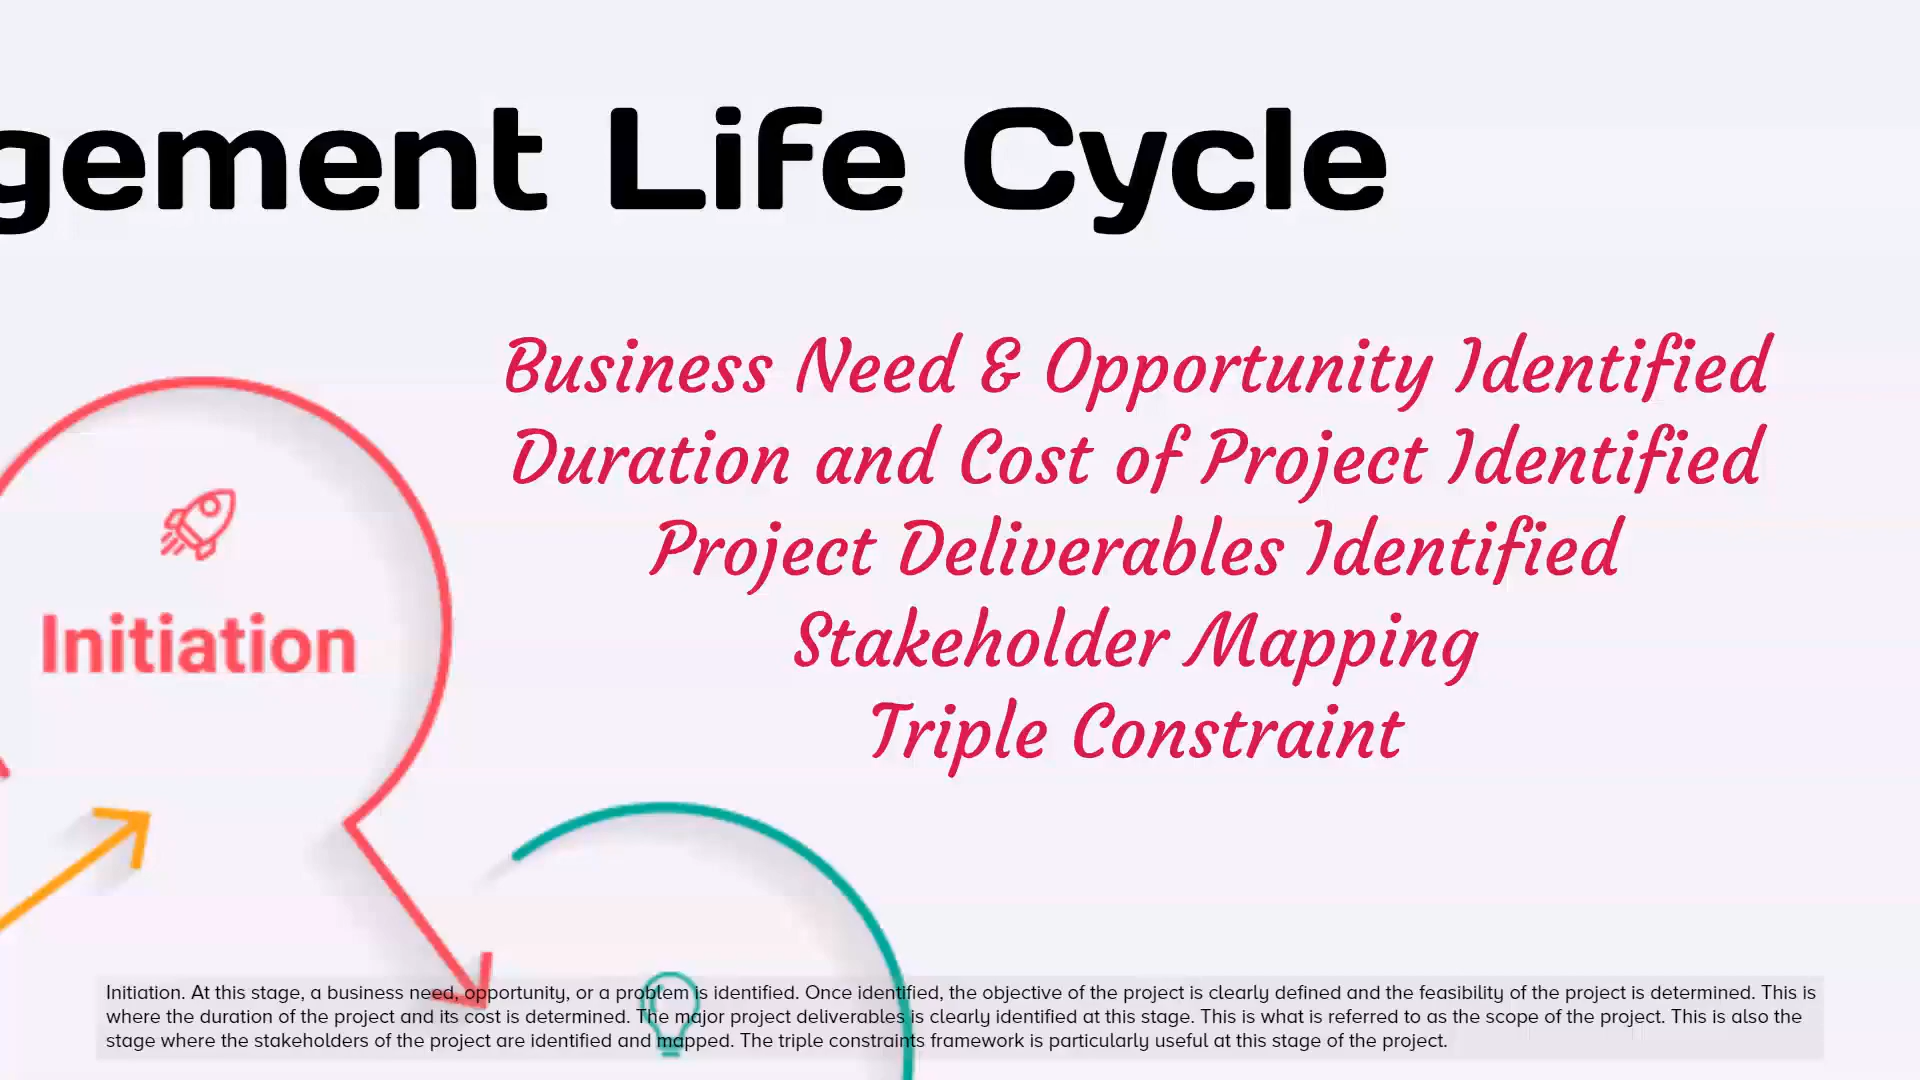 gement Life Cycle
Business Need & Opportunity Identified
Duration and Cost of Project Identified
Project Deliverables Identified
Stakeholder Mapping
Triple Constraint
Initiation
Initiation. At this stage, a business need, opportunity, or a problem is identified. Once identified, the objective of the project is clearly defined and the feasibility of the project is determined. This is
where the duration of the project and its cost is determined. The major project deliverables is clearly identified at this stage. This is what is referred to as the scope of the project. This is also the
stage where the stakeholders of the project are identified and mapped. The triple constraints framework is particularly useful at this stage of the project.